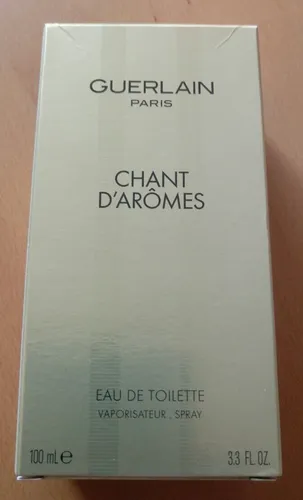 GUERLAIN
PARIS
CHANT
D'ARÔMES
EAU DE TOILETTE
VAPORISATEUR . SPRAY
100 mL e 3.3 FL. OZ.